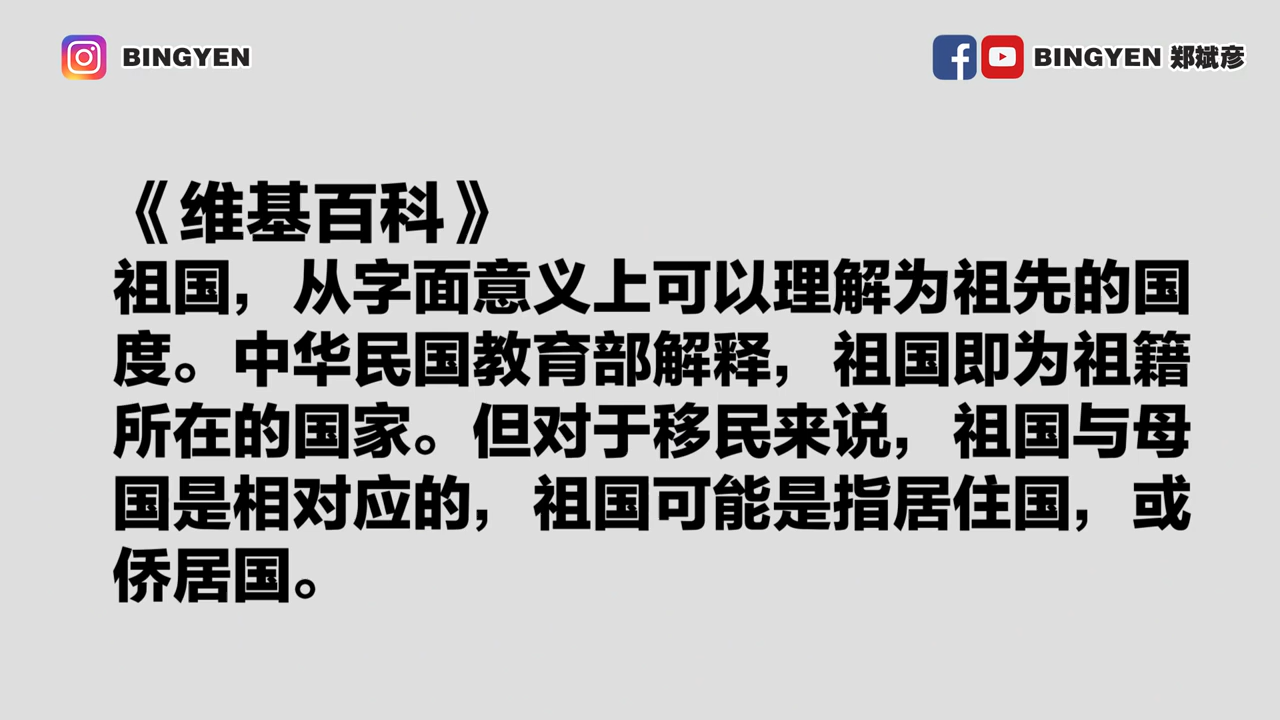 BINGYEN
BINGYEN 郑斌彦
《维基百科》
祖国，从字面意义上可以理解为祖先的国
度。中华民国教育部解释，祖国即为祖籍
所在的国家。但对于移民来说，祖国与母
国是相对应的，祖国可能是指居住国，或
侨居国。